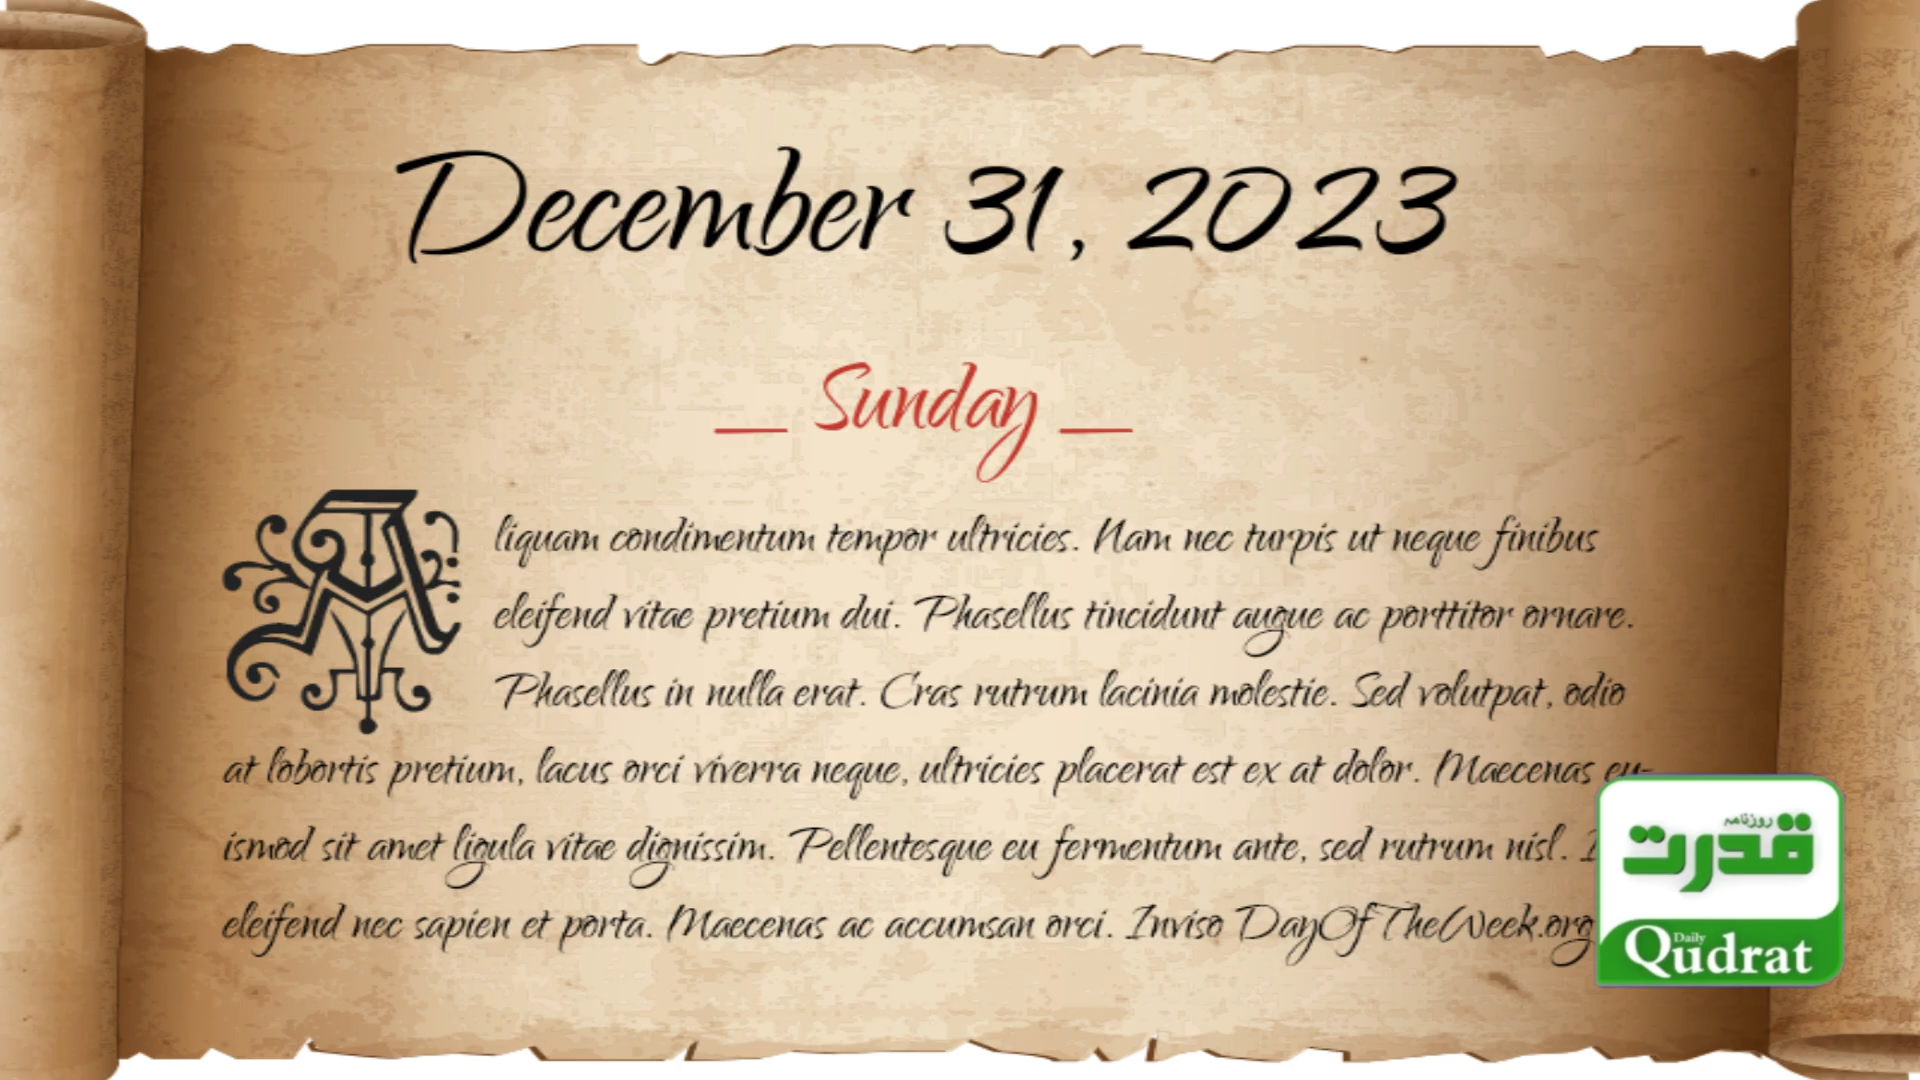 December 31, 2023
__ Sunday __
Aliquam condimentum tempor ultricies. Nam nec turpis ut neque finibus
eleifend vitae pretium dui. Phasellus tincidunt augue ac porttitor ornare.
Phasellus in nulla erat. Cras rutrum lacinia molestie. Sed volutpat, odio
at lobortis pretium, lacus orci viverra neque, ultricies placerat est ex at dolor. Maecenas eu-
ismod sit amet ligula vitae dignissim. Pellentesque eu fermentum ante, sed rutrum nisl.
eleifend nec sapien et porta. Maecenas ac accumsan orci. Inviso DayOfTheWeek.org
روزنامہ
قدرت
Daily
Qudrat